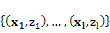 {(x₁,z₁), … , (xₗ,zₗ)}